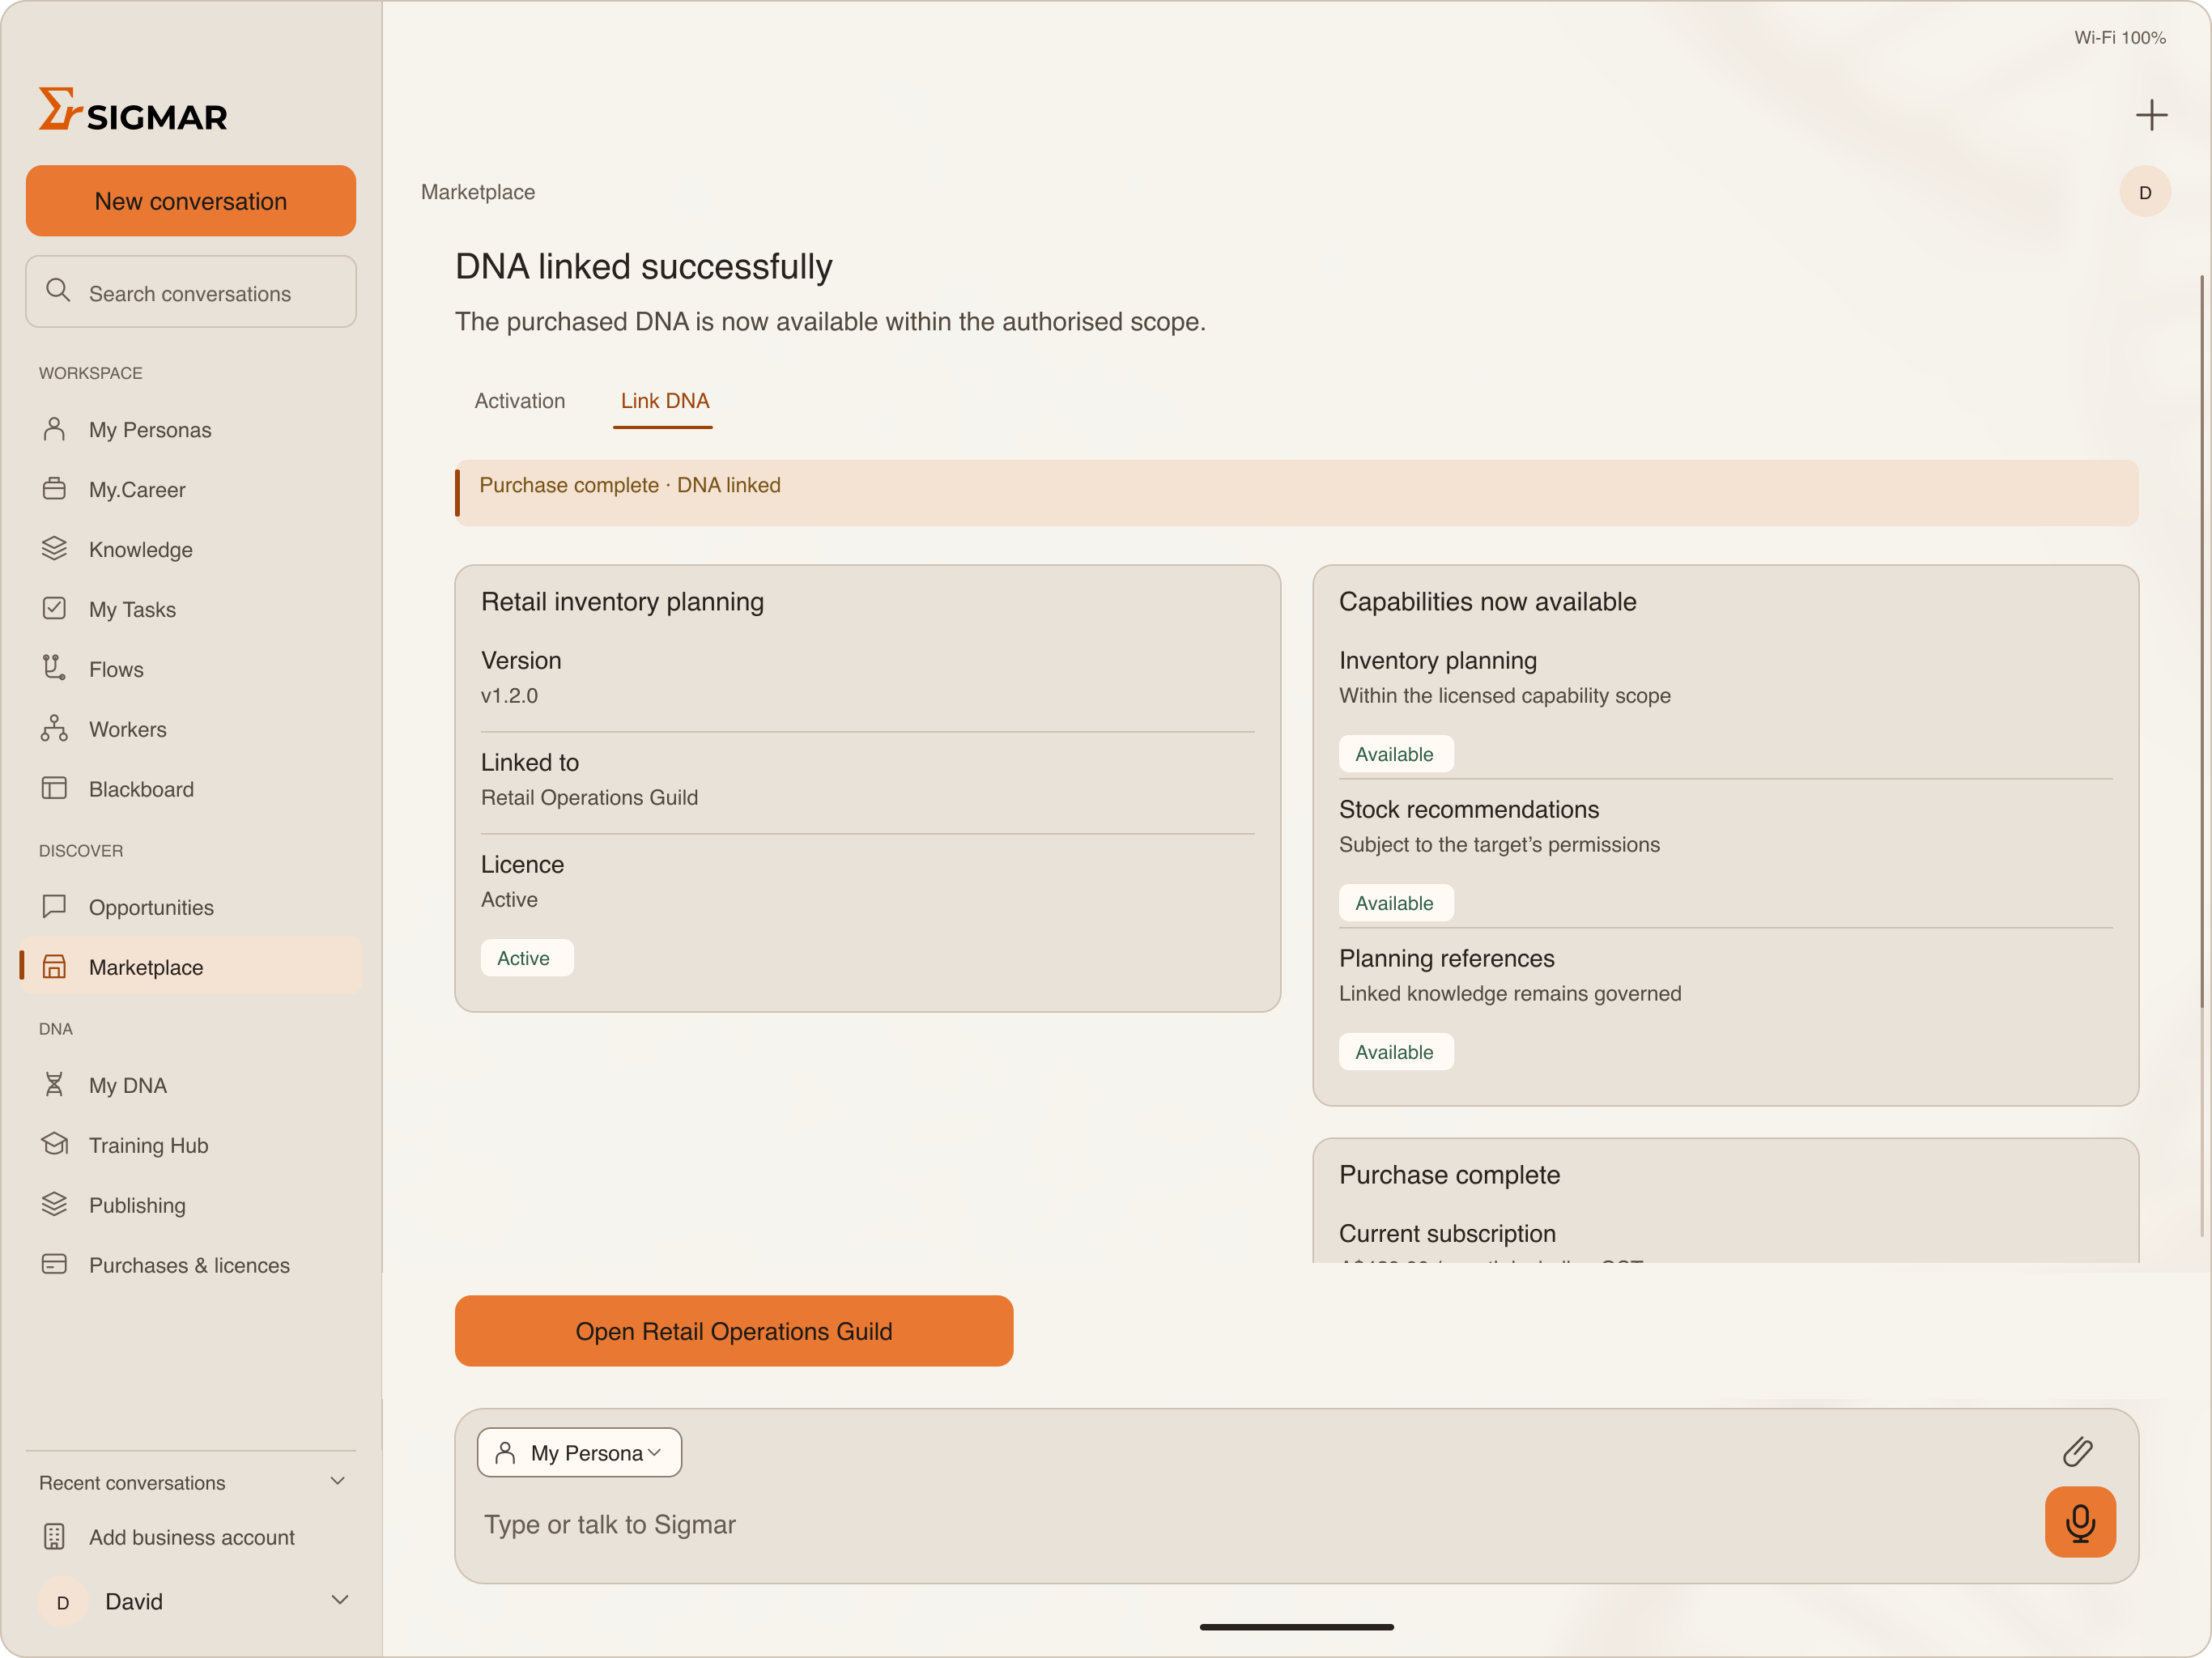 Wi-Fi 100%
SIGMAR
New conversation
Search conversations
WORKSPACE
My Personas
My.Career
Knowledge
My Tasks
Flows
Workers
Blackboard
DISCOVER
Opportunities
Marketplace
DNA
My DNA
Training Hub
Publishing
Purchases & licences
Recent conversations
Add business account
D
David
Marketplace
D
DNA linked successfully
The purchased DNA is now available within the authorised scope.
Activation
Link DNA
Purchase complete · DNA linked
Retail inventory planning
Version
v1.2.0
Linked to
Retail Operations Guild
Licence
Active
Active
Capabilities now available
Inventory planning
Within the licensed capability scope
Available
Stock recommendations
Subject to the target’s permissions
Available
Planning references
Linked knowledge remains governed
Available
Purchase complete
Current subscription
Open Retail Operations Guild
My Persona
Type or talk to Sigmar